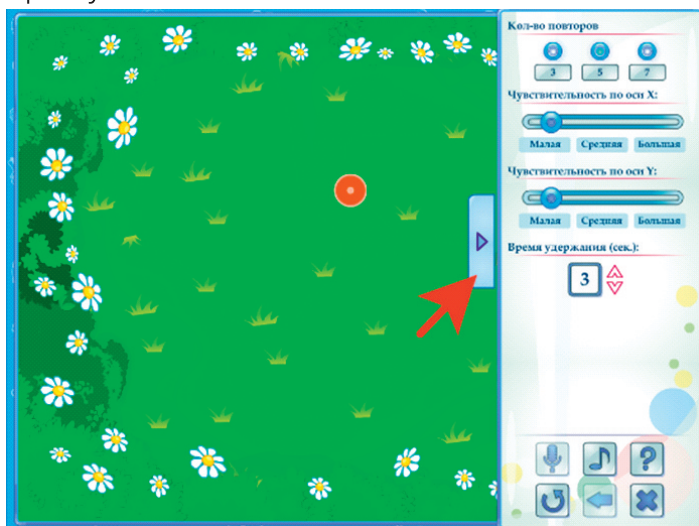 Кол-во повторов
3 5 7
Чувствительность по оси X:
Малая Средняя Большая
Чувствительность по оси Y:
Малая Средняя Большая
Время удержания (сек.):
3
?